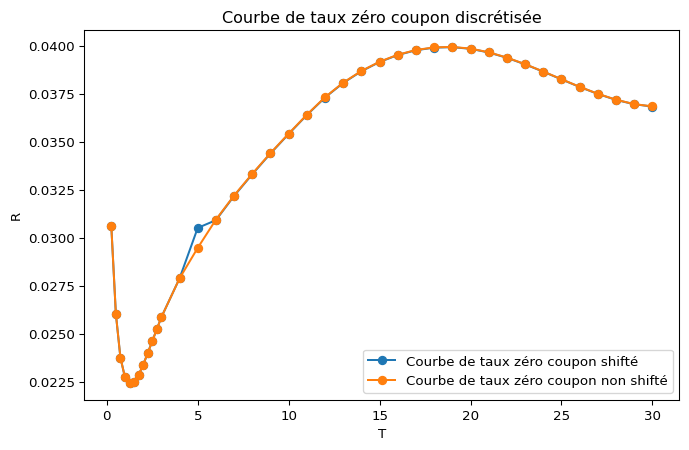 Courbe de taux zéro coupon discrétisée
0.0400
0.0375
0.0350
0.0325
0.0300
0.0275
0.0250
0.0225
R
0 5 10 15 20 25 30
T
Courbe de taux zéro coupon shifté
Courbe de taux zéro coupon non shifté